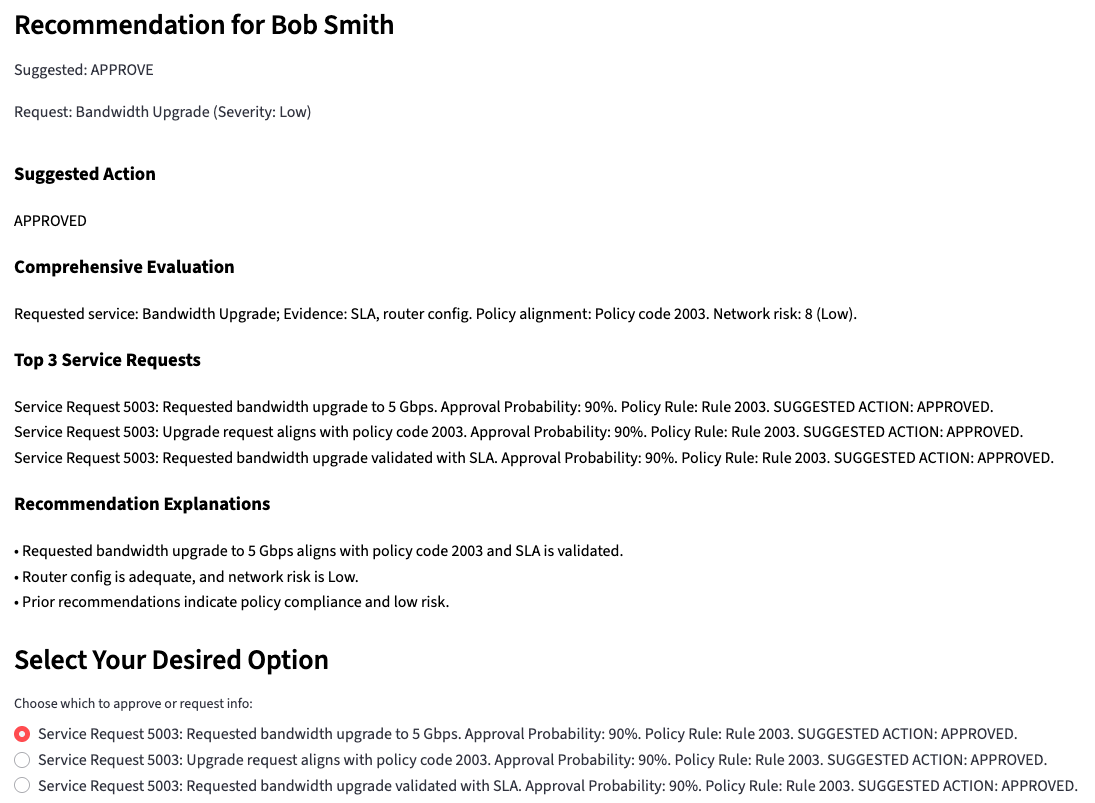 Recommendation for Bob Smith
Suggested: APPROVE
Request: Bandwidth Upgrade (Severity: Low)
Suggested Action
APPROVED
Comprehensive Evaluation
Requested service: Bandwidth Upgrade; Evidence: SLA, router config. Policy alignment: Policy code 2003. Network risk: 8 (Low).
Top 3 Service Requests
Service Request 5003: Requested bandwidth upgrade to 5 Gbps. Approval Probability: 90%. Policy Rule: Rule 2003. SUGGESTED ACTION: APPROVED.
Service Request 5003: Upgrade request aligns with policy code 2003. Approval Probability: 90%. Policy Rule: Rule 2003. SUGGESTED ACTION: APPROVED.
Service Request 5003: Requested bandwidth upgrade validated with SLA. Approval Probability: 90%. Policy Rule: Rule 2003. SUGGESTED ACTION: APPROVED.
Recommendation Explanations
• Requested bandwidth upgrade to 5 Gbps aligns with policy code 2003 and SLA is validated.
• Router config is adequate, and network risk is Low.
• Prior recommendations indicate policy compliance and low risk.
Select Your Desired Option
Choose which to approve or request info:
Service Request 5003: Requested bandwidth upgrade to 5 Gbps. Approval Probability: 90%. Policy Rule: Rule 2003. SUGGESTED ACTION: APPROVED.
Service Request 5003: Upgrade request aligns with policy code 2003. Approval Probability: 90%. Policy Rule: Rule 2003. SUGGESTED ACTION: APPROVED.
Service Request 5003: Requested bandwidth upgrade validated with SLA. Approval Probability: 90%. Policy Rule: Rule 2003. SUGGESTED ACTION: APPROVED.